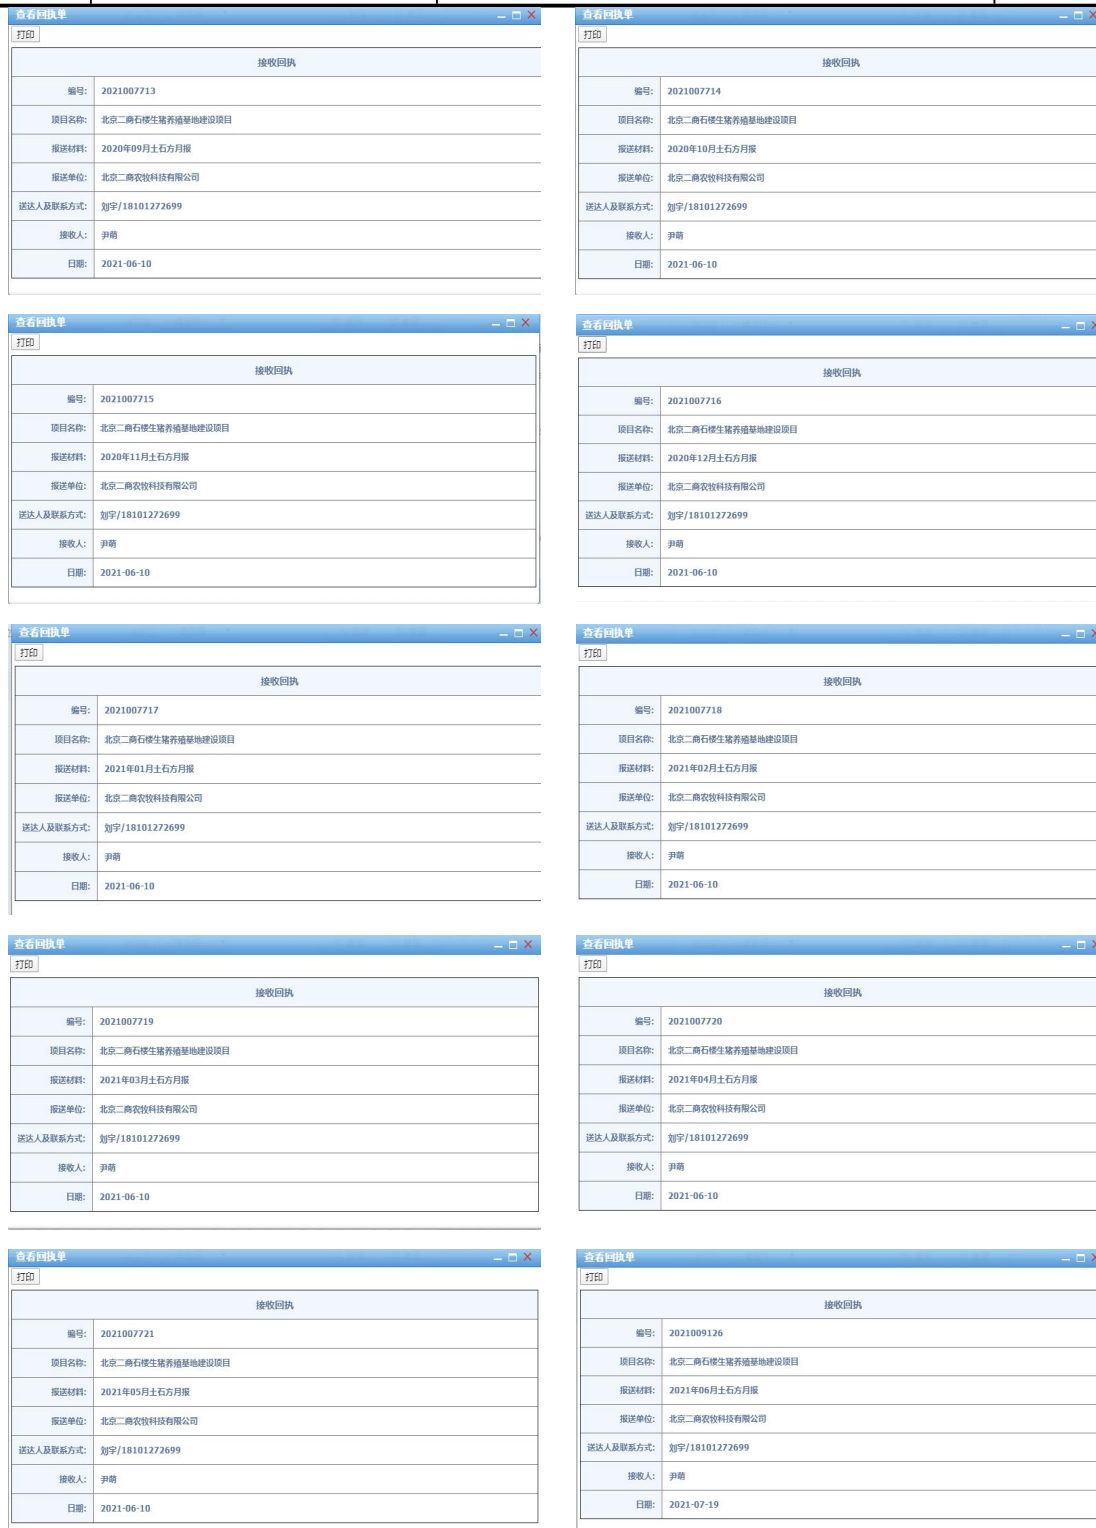 查看回执单
打印
接收回执
编号: 2021007713
项目名称: 北京二商石楼生猪养殖基地建设项目
报送材料: 2020年09月土石方月报
报送单位: 北京二商农牧科技有限公司
送达人及联系方式: 刘宇/18101272699
接收人: 尹萌
日期: 2021-06-10
查看回执单
打印
接收回执
编号: 2021007714
项目名称: 北京二商石楼生猪养殖基地建设项目
报送材料: 2020年10月土石方月报
报送单位: 北京二商农牧科技有限公司
送达人及联系方式: 刘宇/18101272699
接收人: 尹萌
日期: 2021-06-10
查看回执单
打印
接收回执
编号: 2021007715
项目名称: 北京二商石楼生猪养殖基地建设项目
报送材料: 2020年11月土石方月报
报送单位: 北京二商农牧科技有限公司
送达人及联系方式: 刘宇/18101272699
接收人: 尹萌
日期: 2021-06-10
查看回执单
打印
接收回执
编号: 2021007716
项目名称: 北京二商石楼生猪养殖基地建设项目
报送材料: 2020年12月土石方月报
报送单位: 北京二商农牧科技有限公司
送达人及联系方式: 刘宇/18101272699
接收人: 尹萌
日期: 2021-06-10
查看回执单
打印
接收回执
编号: 2021007717
项目名称: 北京二商石楼生猪养殖基地建设项目
报送材料: 2021年01月土石方月报
报送单位: 北京二商农牧科技有限公司
送达人及联系方式: 刘宇/18101272699
接收人: 尹萌
日期: 2021-06-10
查看回执单
打印
接收回执
编号: 2021007718
项目名称: 北京二商石楼生猪养殖基地建设项目
报送材料: 2021年02月土石方月报
报送单位: 北京二商农牧科技有限公司
送达人及联系方式: 刘宇/18101272699
接收人: 尹萌
日期: 2021-06-10
查看回执单
打印
接收回执
编号: 2021007719
项目名称: 北京二商石楼生猪养殖基地建设项目
报送材料: 2021年03月土石方月报
报送单位: 北京二商农牧科技有限公司
送达人及联系方式: 刘宇/18101272699
接收人: 尹萌
日期: 2021-06-10
查看回执单
打印
接收回执
编号: 2021007720
项目名称: 北京二商石楼生猪养殖基地建设项目
报送材料: 2021年04月土石方月报
报送单位: 北京二商农牧科技有限公司
送达人及联系方式: 刘宇/18101272699
接收人: 尹萌
日期: 2021-06-10
查看回执单
打印
接收回执
编号: 2021007721
项目名称: 北京二商石楼生猪养殖基地建设项目
报送材料: 2021年05月土石方月报
报送单位: 北京二商农牧科技有限公司
送达人及联系方式: 刘宇/18101272699
接收人: 尹萌
日期: 2021-06-10
查看回执单
打印
接收回执
编号: 2021009126
项目名称: 北京二商石楼生猪养殖基地建设项目
报送材料: 2021年06月土石方月报
报送单位: 北京二商农牧科技有限公司
送达人及联系方式: 刘宇/18101272699
接收人: 尹萌
日期: 2021-07-19